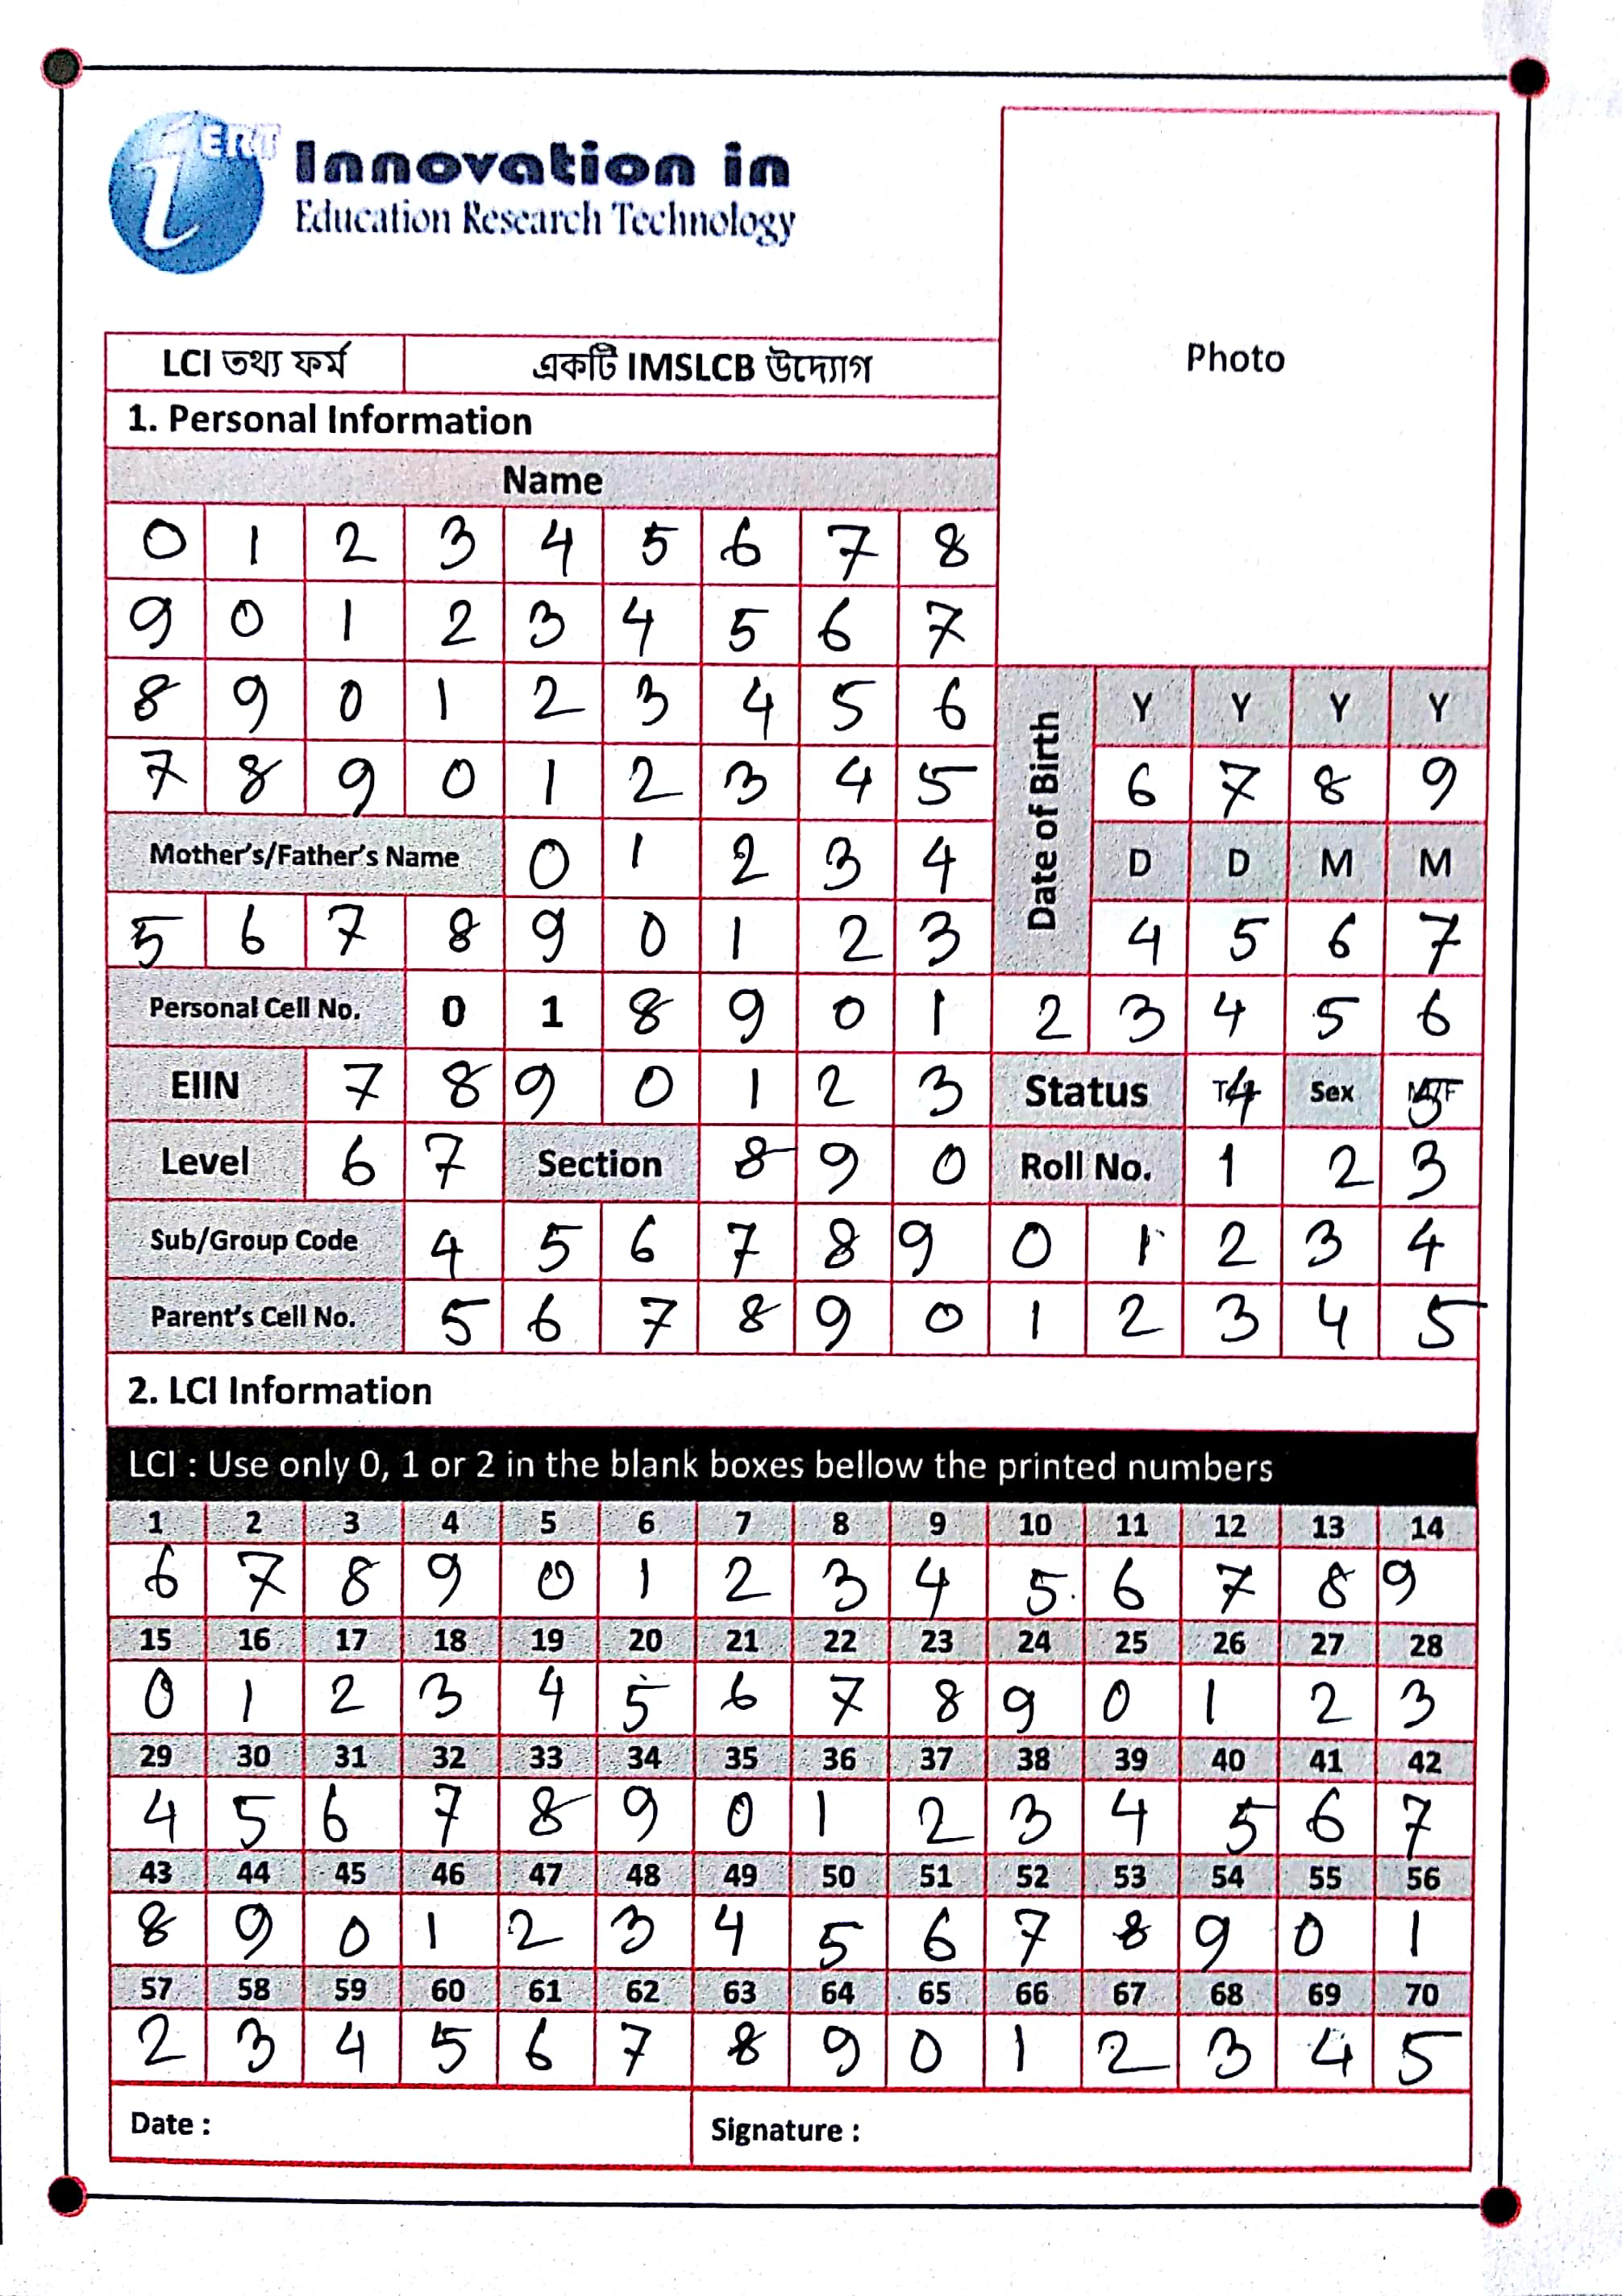 iERT Innovation in
Education Research Technology
Photo
LCI তথ্য ফর্ম একটি IMSLCB উদ্যোগ
1. Personal Information
Name
0 1 2 3 4 5 6 7 8
9 0 1 2 3 4 5 6 7
8 9 0 1 2 3 4 5 6
7 8 9 0 1 2 3 4 5
Date of Birth
Y Y Y Y
6 7 8 9
D D M M
4 5 6 7
Mother's/Father's Name 0 1 2 3 4
5 6 7 8 9 0 1 2 3
Personal Cell No. 0 1 8 9 0 1 2 3 4 5 6
EIIN 7 8 9 0 1 2 3 Status 4 Sex 5
Level 6 7 Section 8 9 0 Roll No. 1 2 3
Sub/Group Code 4 5 6 7 8 9 0 1 2 3 4
Parent's Cell No. 5 6 7 8 9 0 1 2 3 4 5
2. LCI Information
LCI : Use only 0, 1 or 2 in the blank boxes bellow the printed numbers
1 2 3 4 5 6 7 8 9 10 11 12 13 14
6 7 8 9 0 1 2 3 4 5 6 7 8 9
15 16 17 18 19 20 21 22 23 24 25 26 27 28
0 1 2 3 4 5 6 7 8 9 0 1 2 3
29 30 31 32 33 34 35 36 37 38 39 40 41 42
4 5 6 7 8 9 0 1 2 3 4 5 6 7
43 44 45 46 47 48 49 50 51 52 53 54 55 56
8 9 0 1 2 3 4 5 6 7 8 9 0 1
57 58 59 60 61 62 63 64 65 66 67 68 69 70
2 3 4 5 6 7 8 9 0 1 2 3 4 5
Date : Signature :